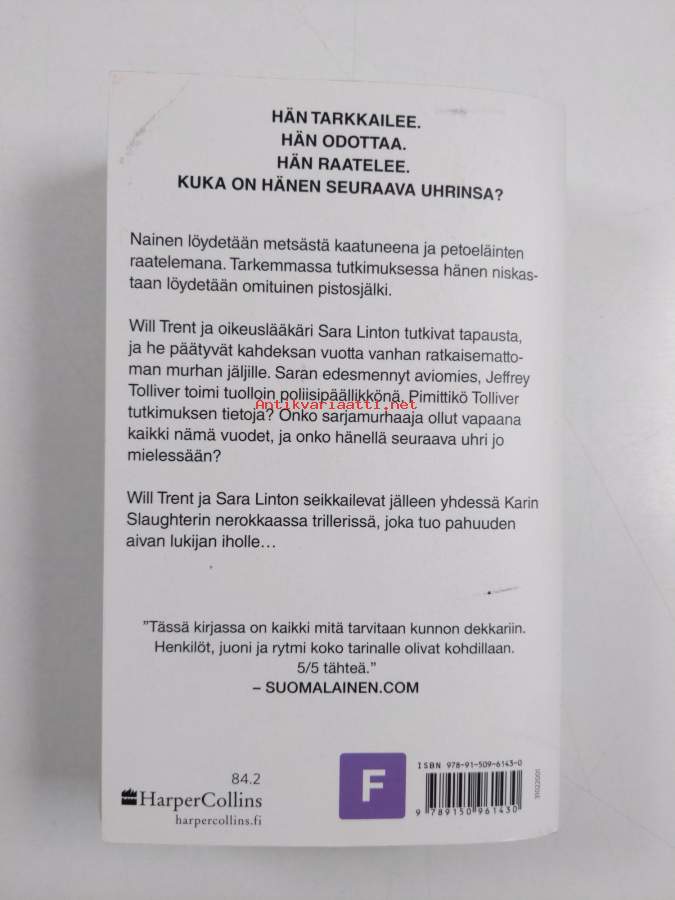 HÄN TARKKAILEE.
HÄN ODOTTAA.
HÄN RAATELEE.
KUKA ON HÄNEN SEURAAVA UHRINSA?
Nainen löydetään metsästä kaatuneena ja petoeläinten
raatelemana. Tarkemmassa tutkimuksessa hänen niskas-
taan löydetään omituinen pistosjälki.
Will Trent ja oikeuslääkäri Sara Linton tutkivat tapausta,
ja he päätyvät kahdeksan vuotta vanhan ratkaisematto-
man murhan jäljille. Saran edesmennyt aviomies, Jeffrey
Tolliver toimi tuolloin poliisipäällikkönä. Pimittikö Tolliver
Antikvariaatti.net
tutkimuksen tietoja? Onko sarjamurhaaja ollut vapaana
kaikki nämä vuodet, ja onko hänellä seuraava uhri jo
mielessään?
Will Trent ja Sara Linton seikkailevat jälleen yhdessä Karin
Slaughterin nerokkaassa trillerissä, joka tuo pahuuden
aivan lukijan iholle…
”Tässä kirjassa on kaikki mitä tarvitaan kunnon dekkariin.
Henkilöt, juoni ja rytmi koko tarinalle olivat kohdillaan.
5/5 tähteä.”
– SUOMALAINEN.COM
84.2
HarperCollins
harpercollins.fi
F
ISBN 978-91-509-6143-0
9 789150 961430